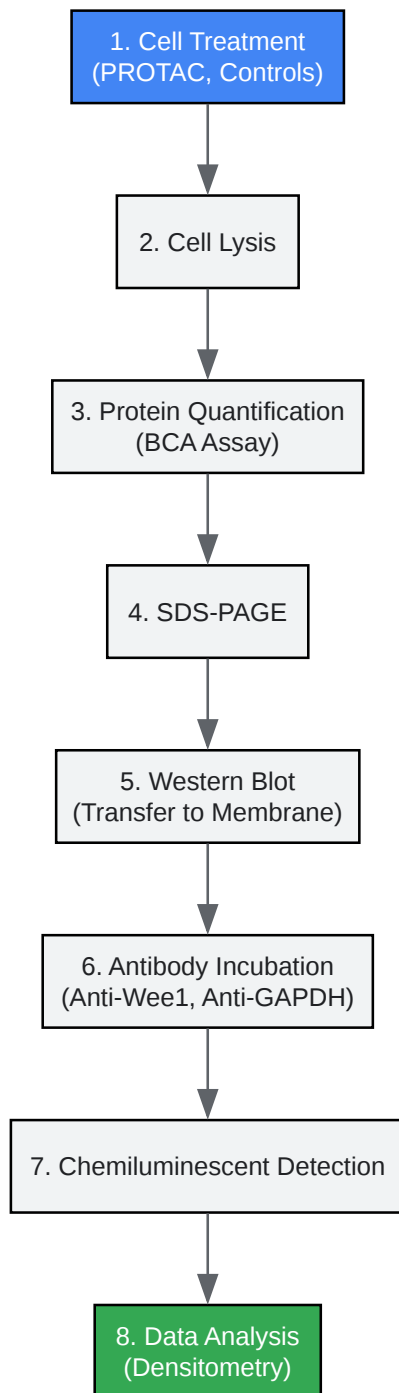 1. Cell Treatment
(PROTAC, Controls)
2. Cell Lysis
3. Protein Quantification
(BCA Assay)
4. SDS-PAGE
5. Western Blot
(Transfer to Membrane)
6. Antibody Incubation
(Anti-Wee1, Anti-GAPDH)
7. Chemiluminescent Detection
8. Data Analysis
(Densitometry)